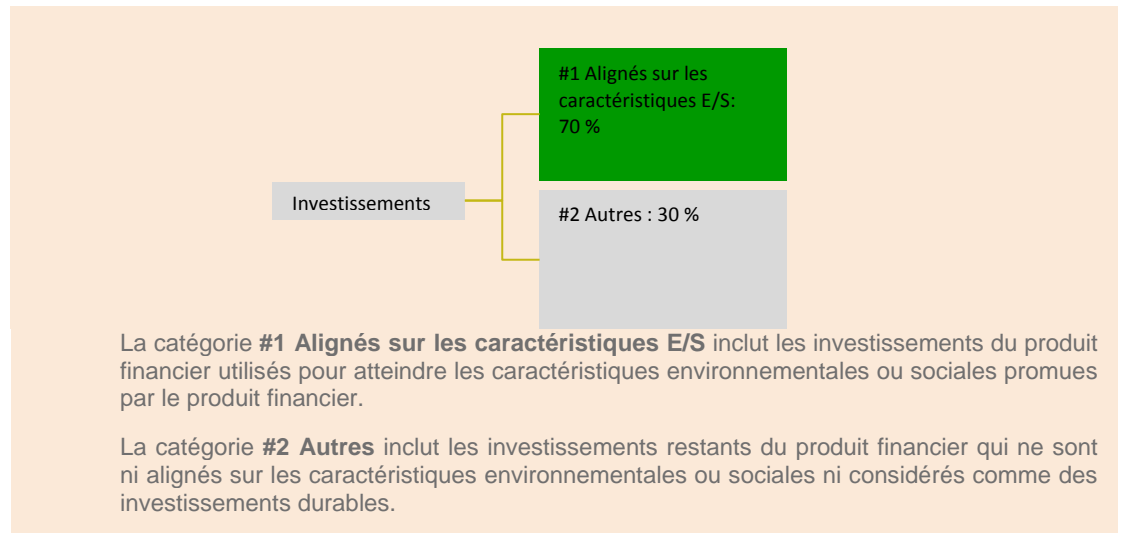 #1 Alignés sur les
caractéristiques E/S:
70 %
Investissements
#2 Autres : 30 %
La catégorie #1 Alignés sur les caractéristiques E/S inclut les investissements du produit
financier utilisés pour atteindre les caractéristiques environnementales ou sociales promues
par le produit financier.
La catégorie #2 Autres inclut les investissements restants du produit financier qui ne sont
ni alignés sur les caractéristiques environnementales ou sociales ni considérés comme des
investissements durables.